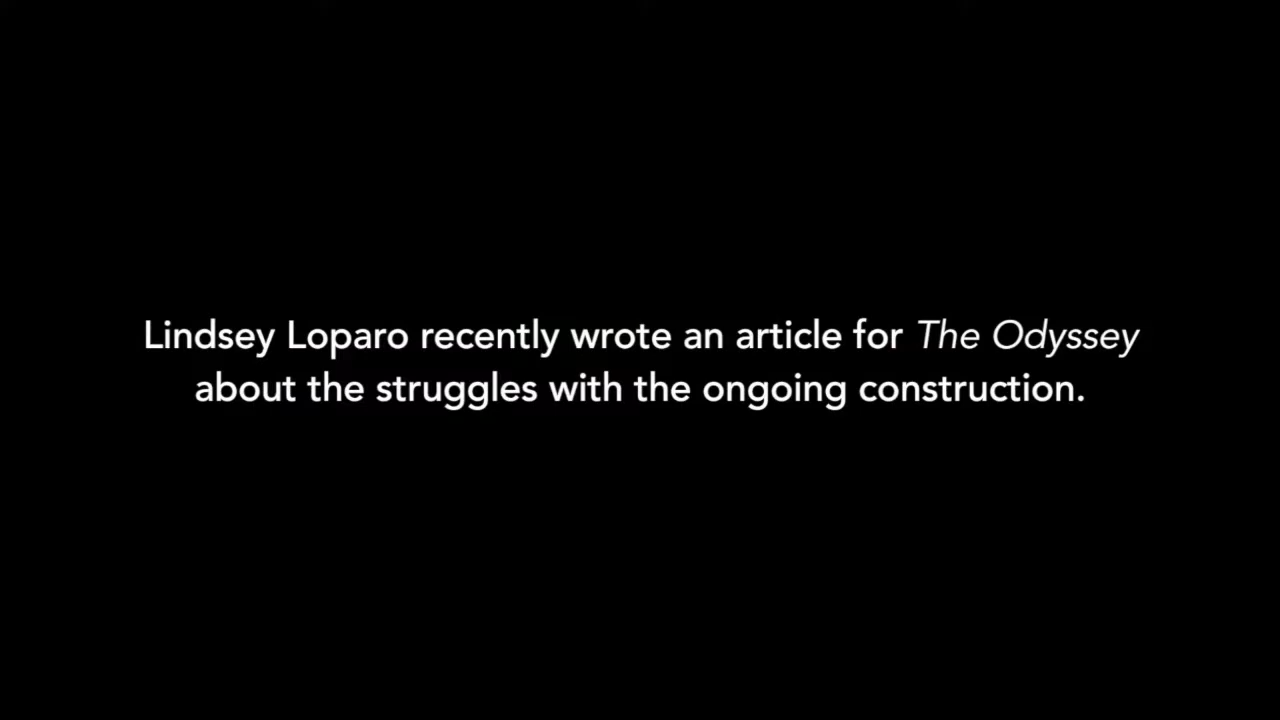 Lindsey Loparo recently wrote an article for The Odyssey
about the struggles with the ongoing construction.